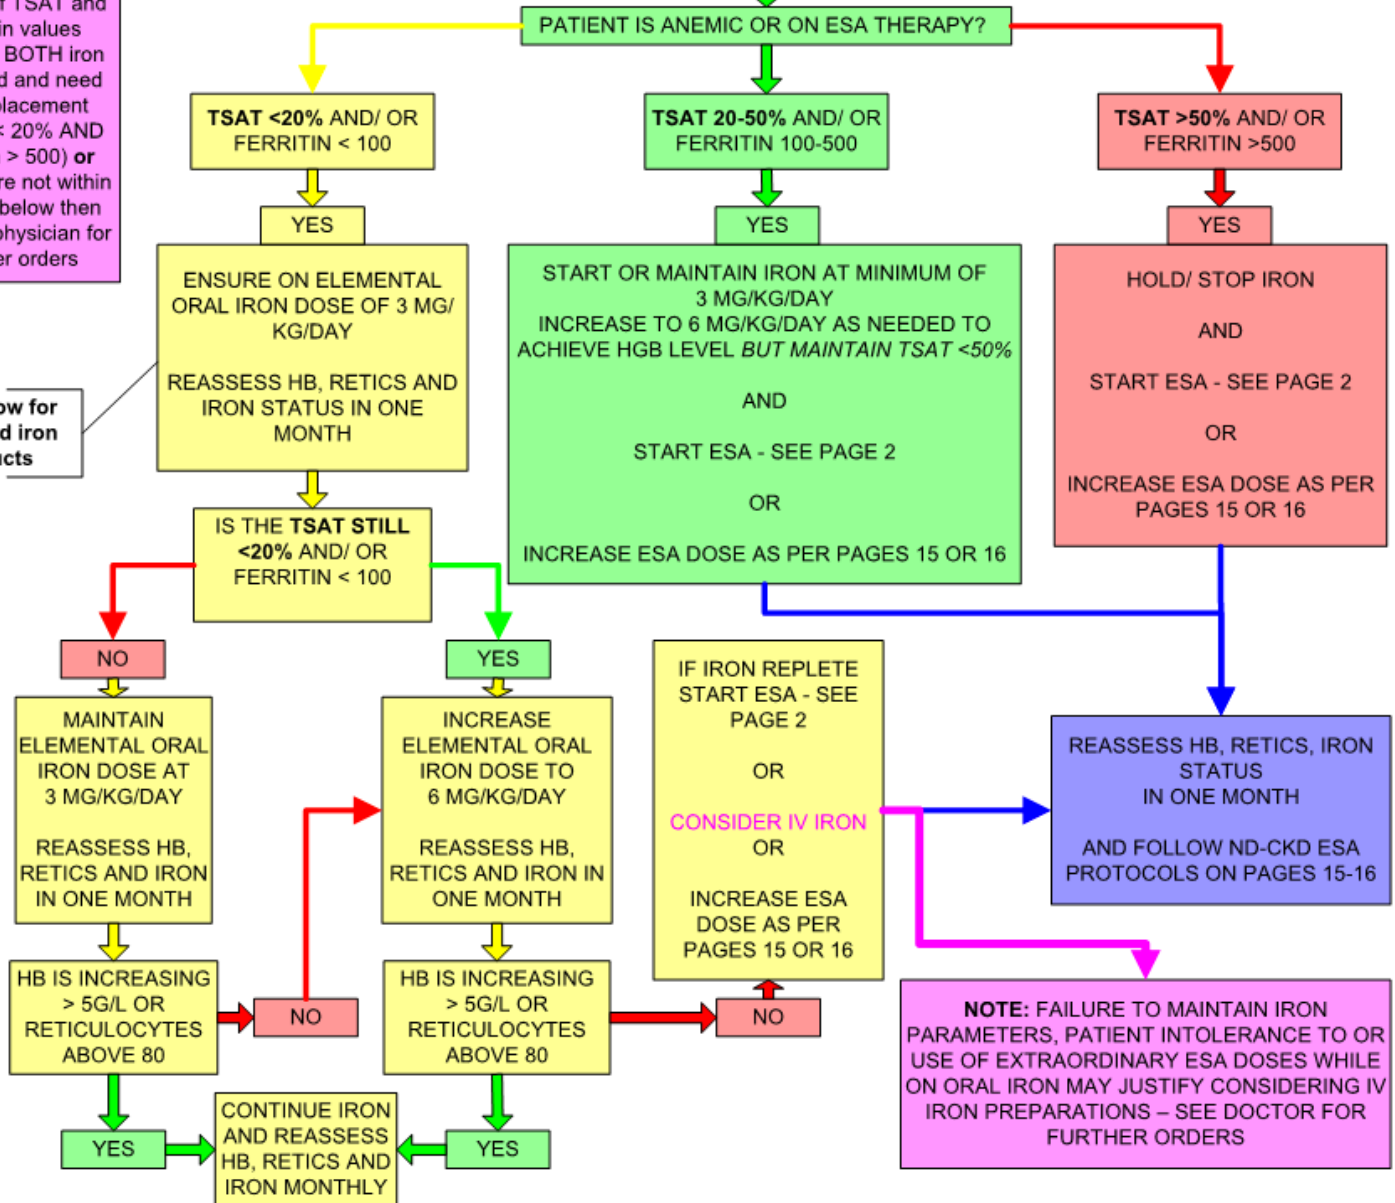 TSAT and
in values
BOTH iron
d and need
placement
< 20% AND
> 500) or
re not within
below then
physician for
er orders
PATIENT IS ANEMIC OR ON ESA THERAPY?
TSAT <20% AND/ OR
FERRITIN < 100
YES
ENSURE ON ELEMENTAL
ORAL IRON DOSE OF 3 MG/
KG/DAY
REASSESS HB, RETICS AND
IRON STATUS IN ONE
MONTH
ow for
d iron
ucts
IS THE TSAT STILL
<20% AND/ OR
FERRITIN < 100
NO
MAINTAIN
ELEMENTAL ORAL
IRON DOSE AT
3 MG/KG/DAY
REASSESS HB,
RETICS AND IRON
IN ONE MONTH
HB IS INCREASING
> 5G/L OR
RETICULOCYTES
ABOVE 80
NO
YES
YES
INCREASE
ELEMENTAL ORAL
IRON DOSE TO
6 MG/KG/DAY
REASSESS HB,
RETICS AND IRON IN
ONE MONTH
HB IS INCREASING
> 5G/L OR
RETICULOCYTES
ABOVE 80
NO
YES
CONTINUE IRON
AND REASSESS
HB, RETICS AND
IRON MONTHLY
IF IRON REPLETE
START ESA - SEE
PAGE 2
OR
CONSIDER IV IRON
OR
INCREASE ESA
DOSE AS PER
PAGES 15 OR 16
TSAT 20-50% AND/ OR
FERRITIN 100-500
YES
START OR MAINTAIN IRON AT MINIMUM OF
3 MG/KG/DAY
INCREASE TO 6 MG/KG/DAY AS NEEDED TO
ACHIEVE HGB LEVEL BUT MAINTAIN TSAT <50%
AND
START ESA - SEE PAGE 2
OR
INCREASE ESA DOSE AS PER PAGES 15 OR 16
TSAT >50% AND/ OR
FERRITIN >500
YES
HOLD/ STOP IRON
AND
START ESA - SEE PAGE 2
OR
INCREASE ESA DOSE AS PER
PAGES 15 OR 16
REASSESS HB, RETICS, IRON
STATUS
IN ONE MONTH
AND FOLLOW ND-CKD ESA
PROTOCOLS ON PAGES 15-16
NOTE: FAILURE TO MAINTAIN IRON
PARAMETERS, PATIENT INTOLERANCE TO OR
USE OF EXTRAORDINARY ESA DOSES WHILE
ON ORAL IRON MAY JUSTIFY CONSIDERING IV
IRON PREPARATIONS – SEE DOCTOR FOR
FURTHER ORDERS